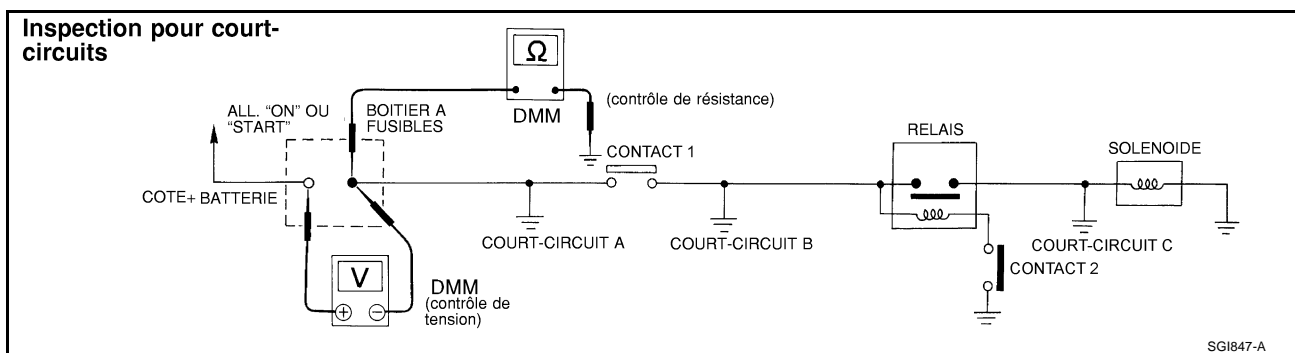 Inspection pour court-
circuits
Ω
DMM
(contrôle de résistance)
ALL. "ON" OU
"START"
BOITIER A
FUSIBLES
COTE+ BATTERIE
CONTACT 1
RELAIS
SOLENOIDE
COURT-CIRCUIT A
COURT-CIRCUIT B
COURT-CIRCUIT C
CONTACT 2
V
+ −
DMM
(contrôle de
tension)
SGI847-A